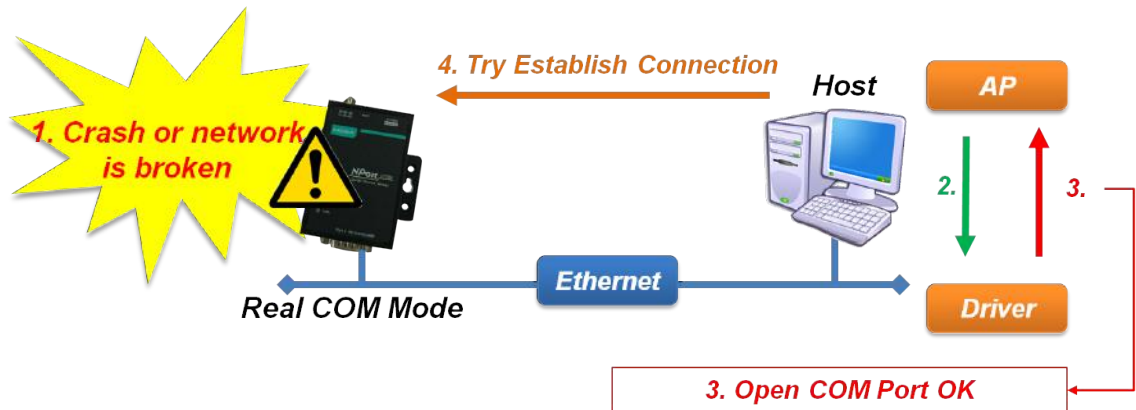 4. Try Establish Connection
Host
AP
1. Crash or network
is broken
NPort
2.
3.
Ethernet
Real COM Mode
Driver
3. Open COM Port OK